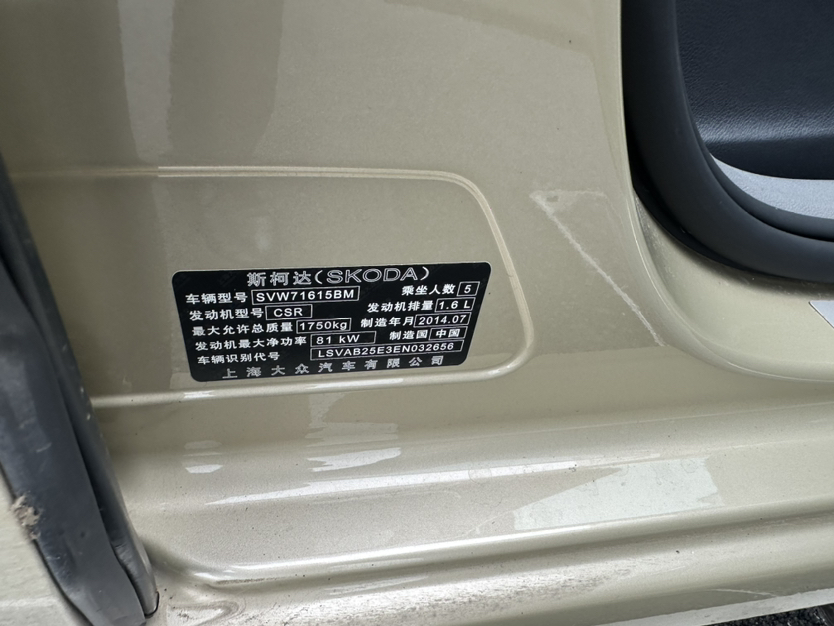 斯柯达(SKODA)
车辆型号 SVW71615BM 乘坐人数 5
发动机型号 CSR 发动机排量 1.6 L
最大允许总质量 1750kg 制造年月 2014.07
发动机最大净功率 81 kW 制造国 中国
车辆识别代号 LSVAB25E3EN032656
上海大众汽车有限公司